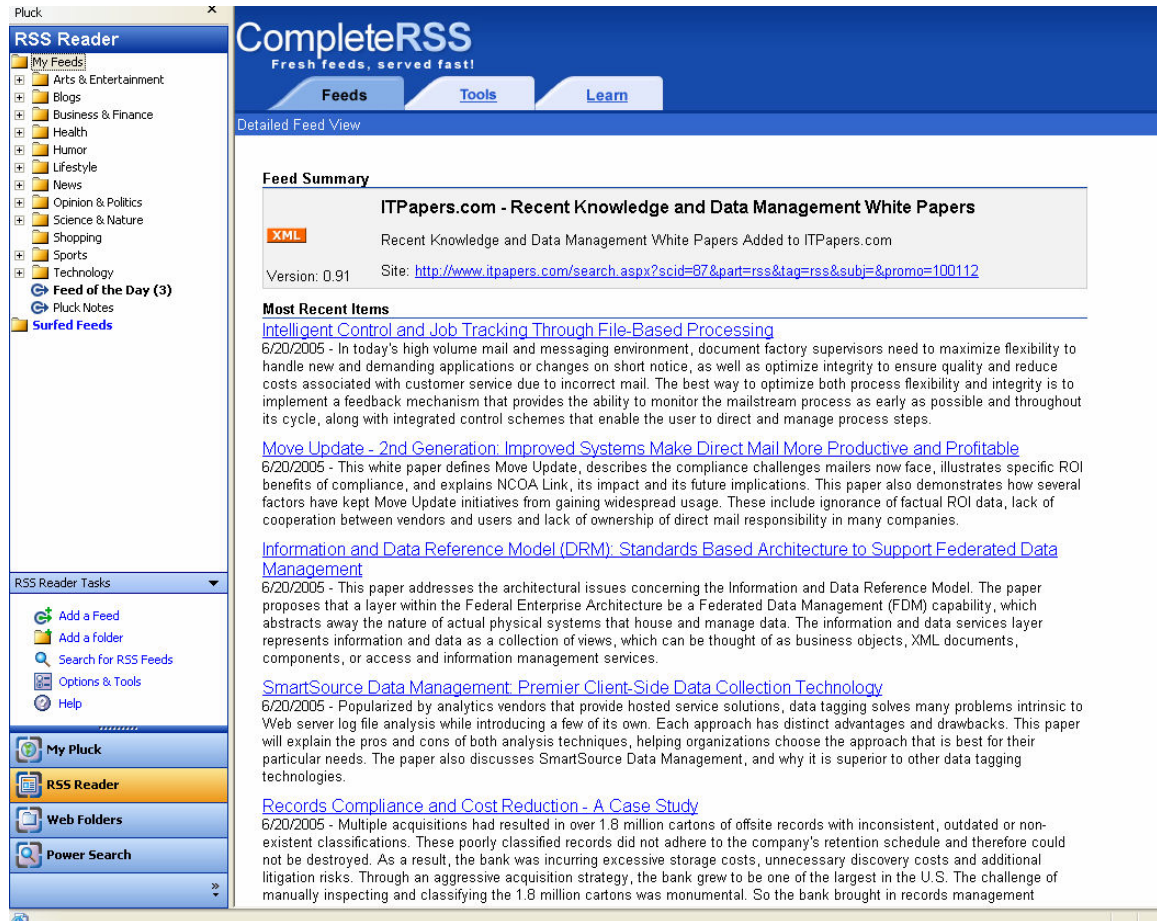 Pluck
x
RSS Reader
My Feeds
Arts & Entertainment
Blogs
Business & Finance
Health
Humor
Lifestyle
News
Opinion & Politics
Science & Nature
Shopping
Sports
Technology
Feed of the Day (3)
Pluck Notes
Surfed Feeds
RSS Reader Tasks
Add a Feed
Add a folder
Search for RSS Feeds
Options & Tools
Help
My Pluck
RSS Reader
Web Folders
Power Search
»
CompleteRSS
Fresh feeds, served fast!
Feeds Tools Learn
Detailed Feed View
Feed Summary
ITPapers.com - Recent Knowledge and Data Management White Papers
XML
Recent Knowledge and Data Management White Papers Added to ITPapers.com
Version: 0.91
Site: http://www.itpapers.com/search.aspx?scid=87&part=rss&tag=rss&subj=&promo=100112
Most Recent Items
Intelligent Control and Job Tracking Through File-Based Processing
6/20/2005 - In today's high volume mail and messaging environment, document factory supervisors need to maximize flexibility to
handle new and demanding applications or changes on short notice, as well as optimize integrity to ensure quality and reduce
costs associated with customer service due to incorrect mail. The best way to optimize both process flexibility and integrity is to
implement a feedback mechanism that provides the ability to monitor the mailstream process as early as possible and throughout
its cycle, along with integrated control schemes that enable the user to direct and manage process steps.
Move Update - 2nd Generation: Improved Systems Make Direct Mail More Productive and Profitable
6/20/2005 - This white paper defines Move Update, describes the compliance challenges mailers now face, illustrates specific ROI
benefits of compliance, and explains NCOA Link, its impact and its future implications. This paper also demonstrates how several
factors have kept Move Update initiatives from gaining widespread usage. These include ignorance of factual ROI data, lack of
cooperation between vendors and users and lack of ownership of direct mail responsibility in many companies.
Information and Data Reference Model (DRM): Standards Based Architecture to Support Federated Data
Management
6/20/2005 - This paper addresses the architectural issues concerning the Information and Data Reference Model. The paper
proposes that a layer within the Federal Enterprise Architecture be a Federated Data Management (FDM) capability, which
abstracts away the nature of actual physical systems that house and manage data. The information and data services layer
represents information and data as a collection of views, which can be thought of as business objects, XML documents,
components, or access and information management services.
SmartSource Data Management: Premier Client-Side Data Collection Technology
6/20/2005 - Popularized by analytics vendors that provide hosted service solutions, data tagging solves many problems intrinsic to
Web server log file analysis while introducing a few of its own. Each approach has distinct advantages and drawbacks. This paper
will explain the pros and cons of both analysis techniques, helping organizations choose the approach that is best for their
particular needs. The paper also discusses SmartSource Data Management, and why it is superior to other data tagging
technologies.
Records Compliance and Cost Reduction - A Case Study
6/20/2005 - Multiple acquisitions had resulted in over 1.8 million cartons of offsite records with inconsistent, outdated or non-
existent classifications. These poorly classified records did not adhere to the company's retention schedule and therefore could
not be destroyed. As a result, the bank was incurring excessive storage costs, unnecessary discovery costs and additional
litigation risks. Through an aggressive acquisition strategy, the bank grew to be one of the largest in the U.S. The challenge of
manually inspecting and classifying the 1.8 million cartons was monumental. So the bank brought in records management